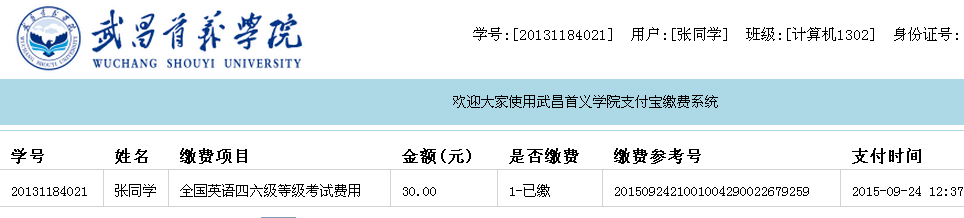 武昌首义学院
WUCHANG SHOUYI UNIVERSITY
学号:[20131184021] 用户:[张同学] 班级:[计算机1302] 身份证号:
欢迎大家使用武昌首义学院支付宝缴费系统
学号 姓名 缴费项目 金额(元) 是否缴费 缴费参考号 支付时间
20131184021 张同学 全国英语四六级等级考试费用 30.00 1-已缴 2015092421001004290022679259 2015-09-24 12:37